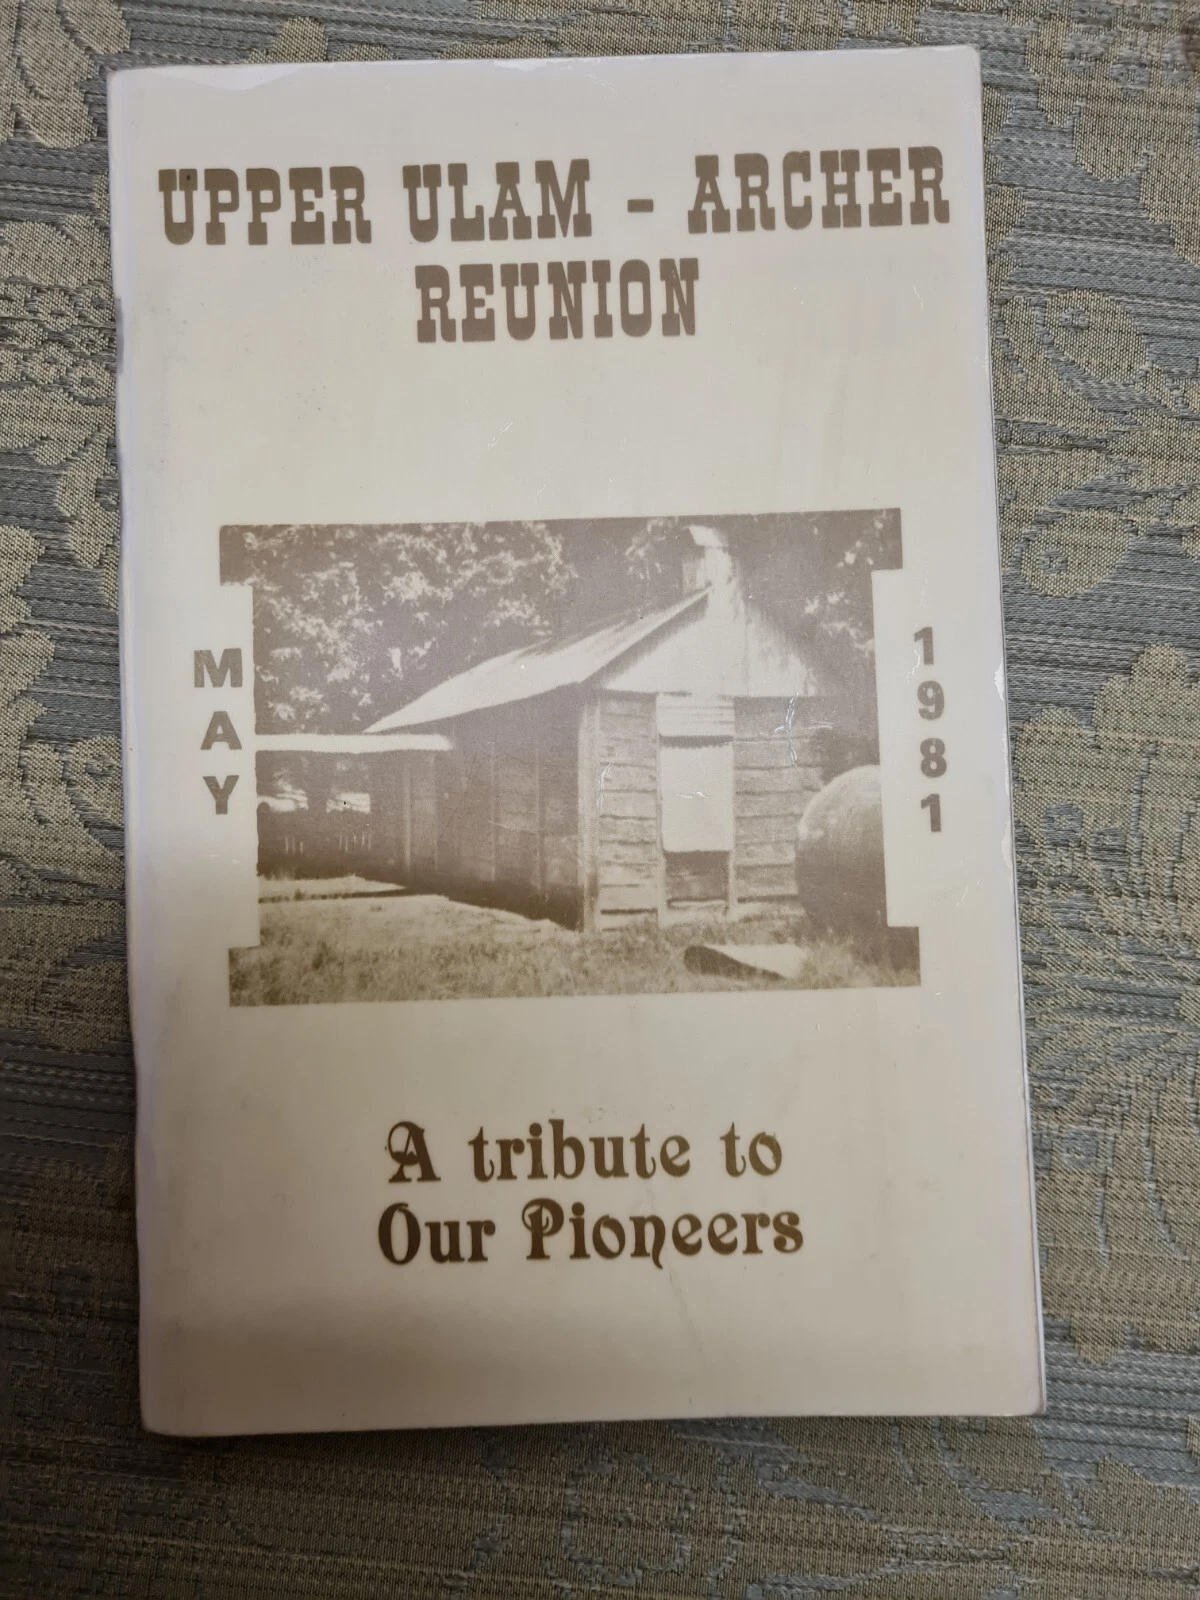 UPPER ULAM - ARCHER
REUNION
MAY
1981
A tribute to
Our Pioneers